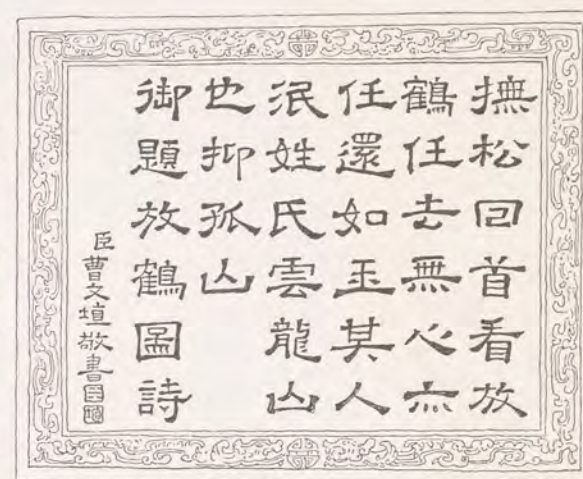 撫松回首看放
鶴任去無心亦
任還如玉其人
泯姓氏雲龍山
也抑孤山
御題放鶴圖詩
臣曹文埴敬書